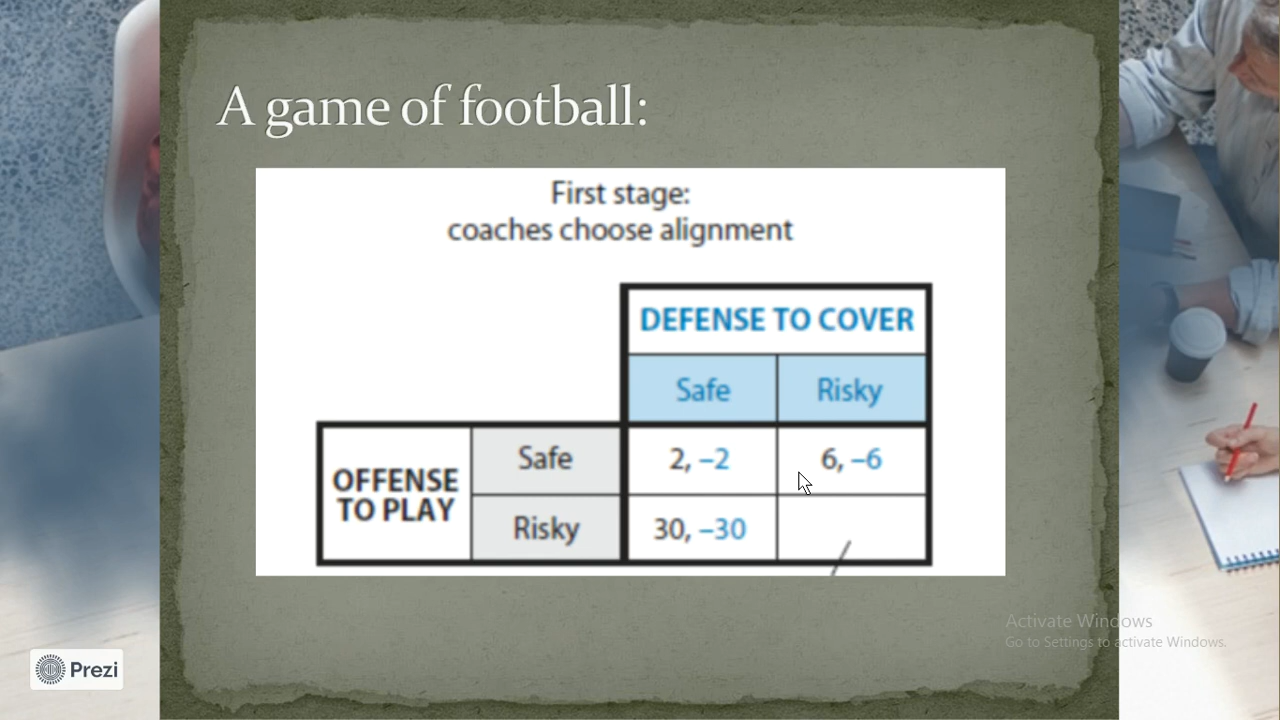 A game of football:
First stage:
coaches choose alignment
DEFENSE TO COVER
Safe Risky
OFFENSE
TO PLAY
Safe 2, –2 6, –6
Risky 30, –30
Activate Windows
Go to Settings to activate Windows.
Prezi